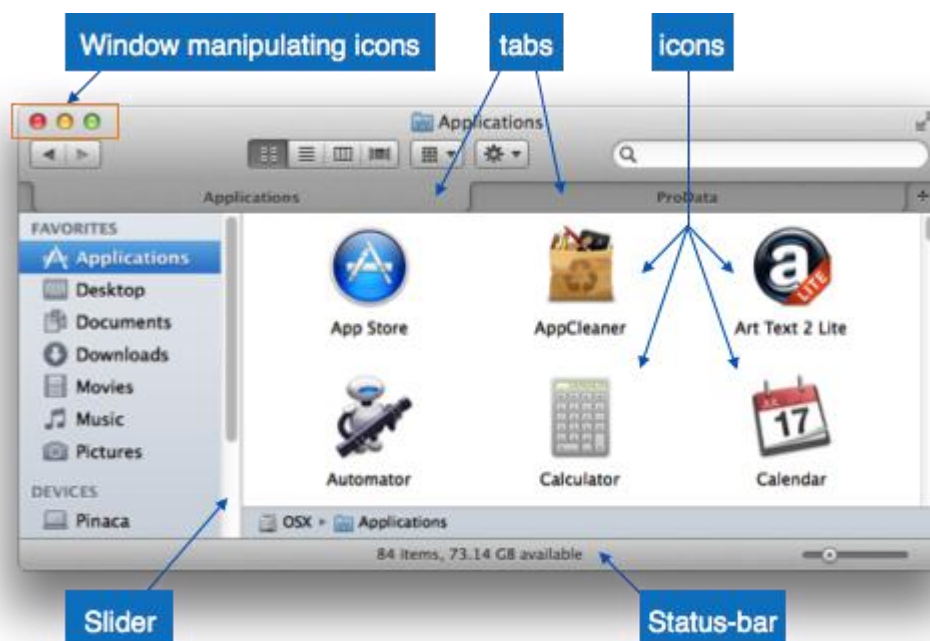 Window manipulating icons
tabs
icons
Applications
Applications
ProData
FAVORITES
Applications
Desktop
Documents
Downloads
Movies
Music
Pictures
DEVICES
Pinaca
App Store
AppCleaner
a
LITE
Art Text 2 Lite
Automator
Calculator
JUL
17
Calendar
OSX ▸ Applications
84 items, 73.14 GB available
Slider
Status-bar